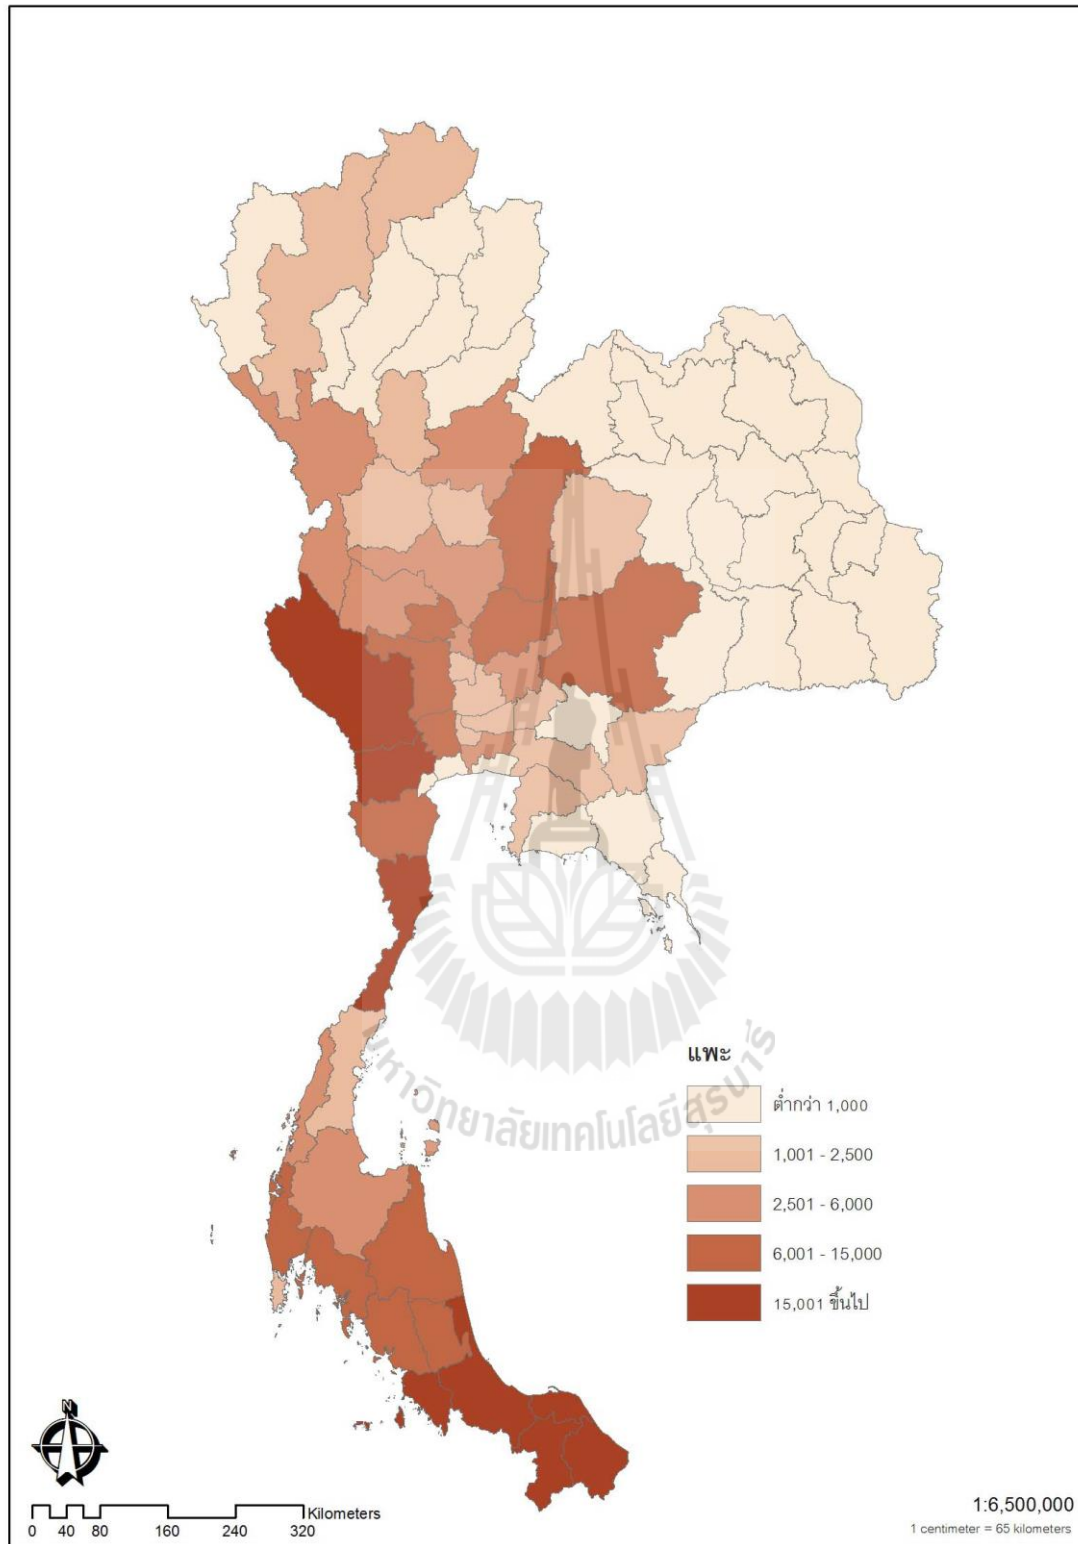 แพะ
ต่ำกว่า 1,000
1,001 - 2,500
2,501 - 6,000
6,001 - 15,000
15,001 ขึ้นไป
มหาวิทยาลัยเทคโนโลยีสุรนารี
N
Kilometers
0 40 80 160 240 320
1:6,500,000
1 centimeter = 65 kilometers